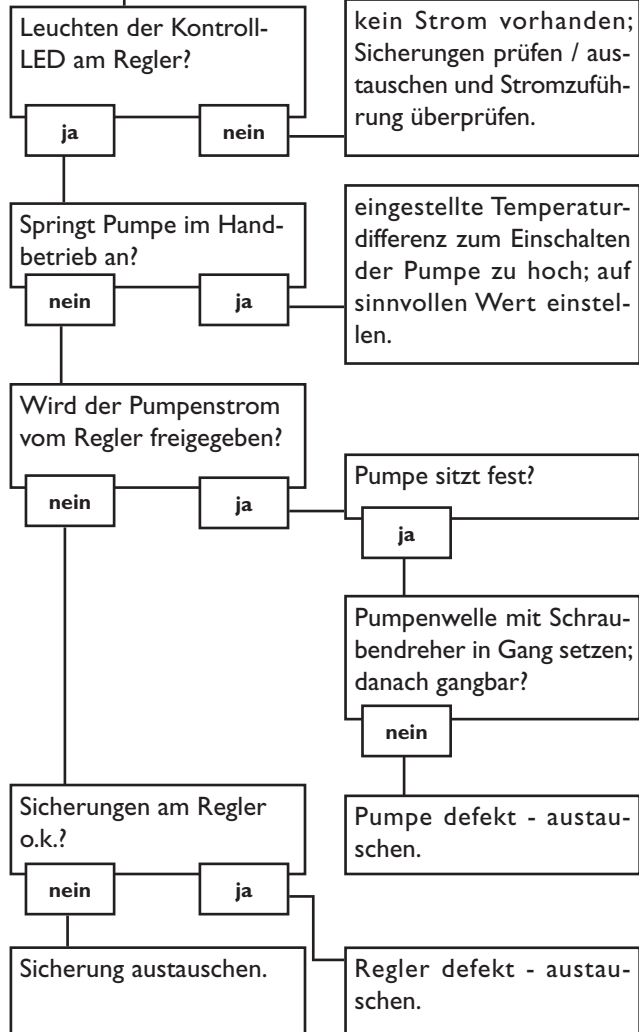 Leuchten der Kontroll-
LED am Regler?
ja
nein
kein Strom vorhanden;
Sicherungen prüfen / aus-
tauschen und Stromzufüh-
rung überprüfen.
Springt Pumpe im Hand-
betrieb an?
nein
ja
eingestellte Temperatur-
differenz zum Einschalten
der Pumpe zu hoch; auf
sinnvollen Wert einstel-
len.
Wird der Pumpenstrom
vom Regler freigegeben?
nein
ja
Pumpe sitzt fest?
ja
Pumpenwelle mit Schrau-
bendreher in Gang setzen;
danach gangbar?
nein
Pumpe defekt - austau-
schen.
Sicherungen am Regler
o.k.?
nein
ja
Sicherung austauschen.
Regler defekt - austau-
schen.